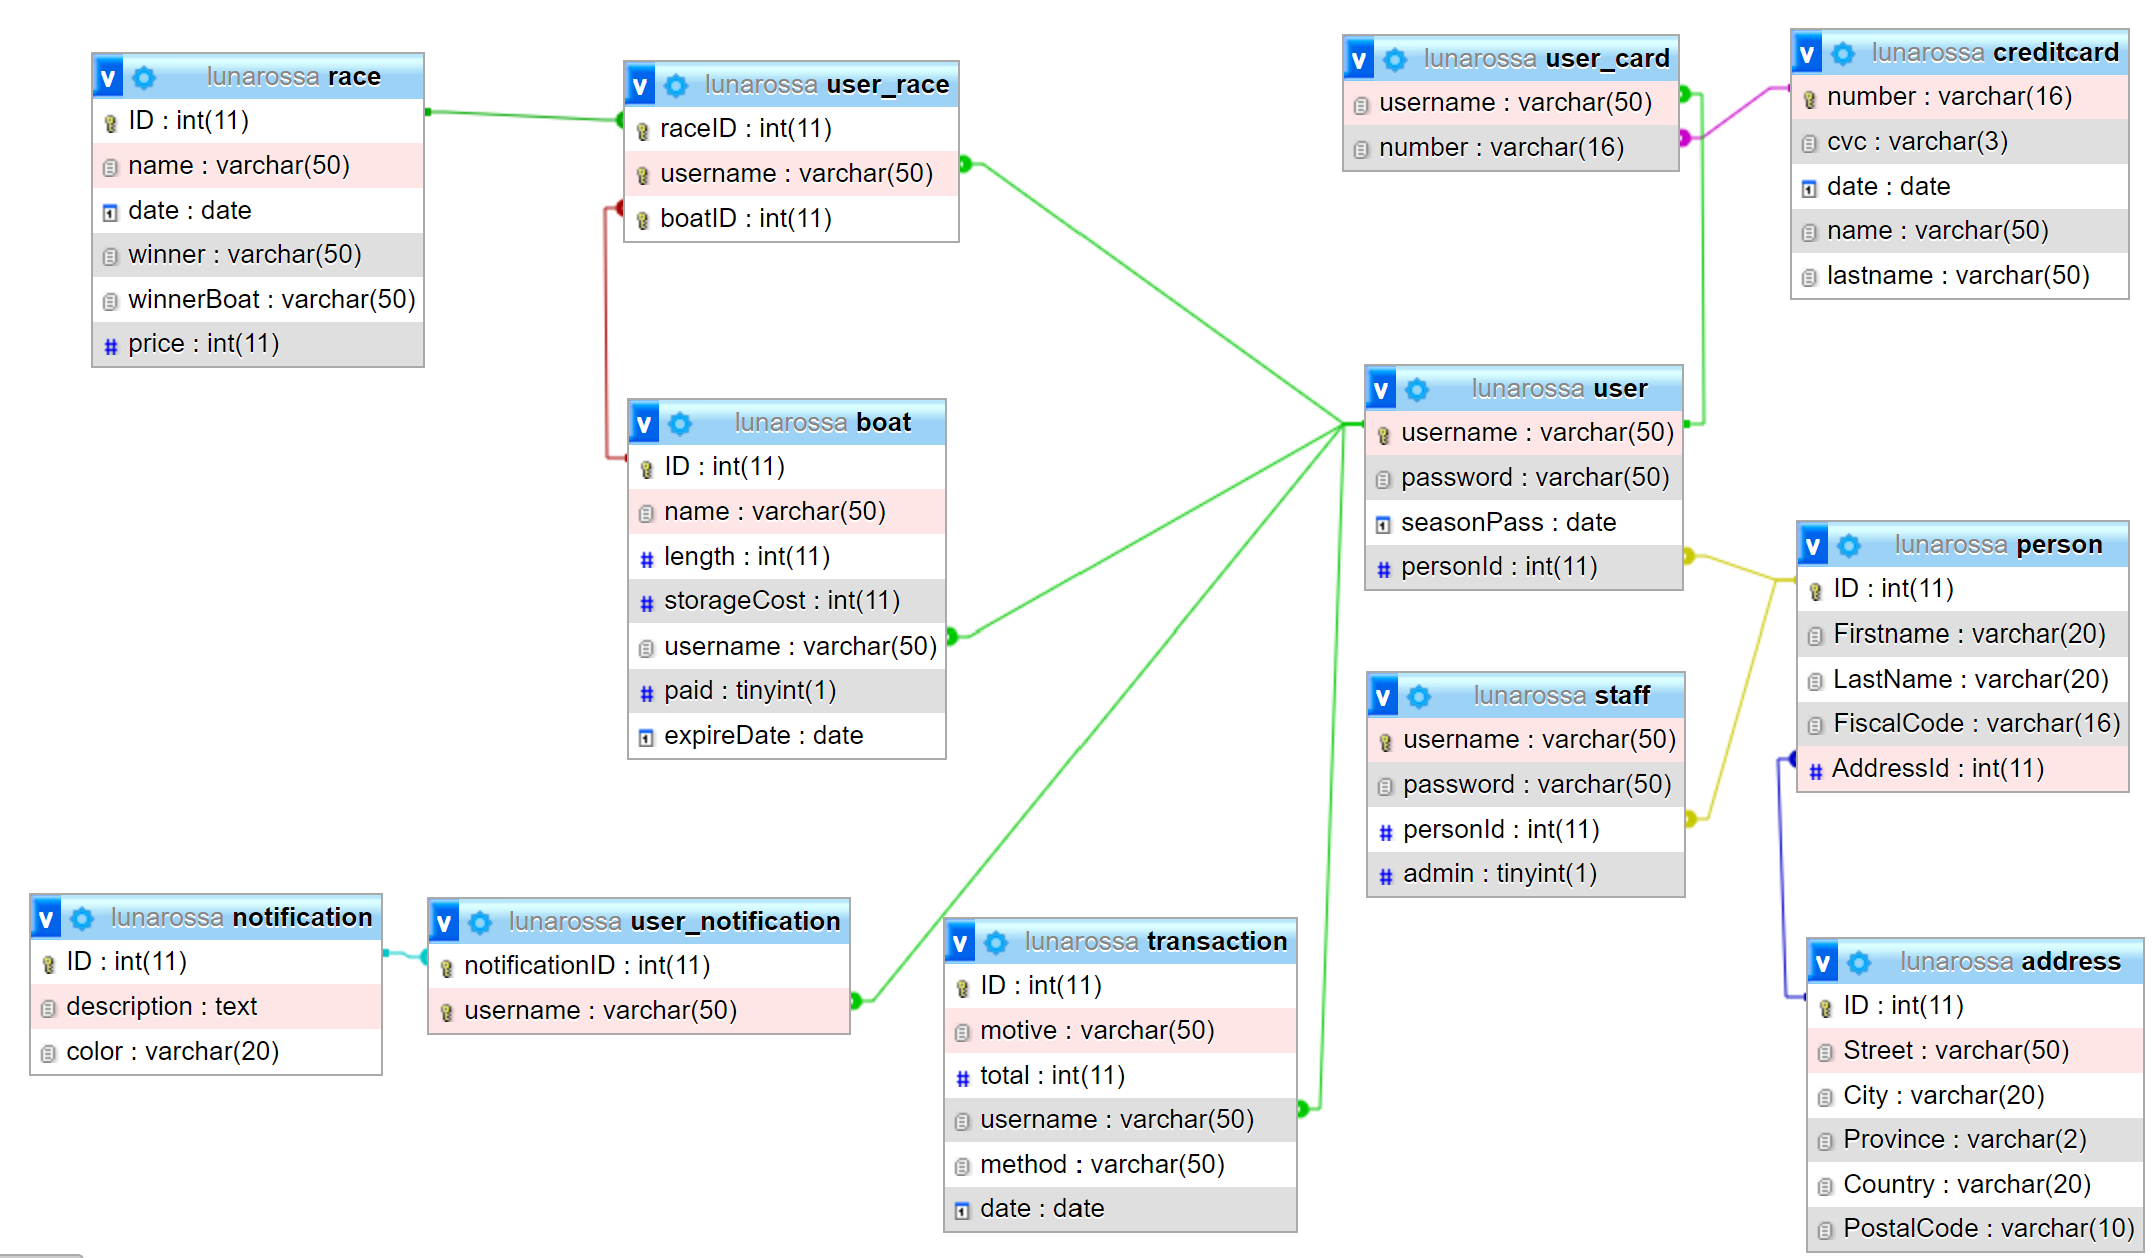 v lunarossa race
ID : int(11)
name : varchar(50)
date : date
winner : varchar(50)
winnerBoat : varchar(50)
# price : int(11)
v lunarossa user_race
raceID : int(11)
username : varchar(50)
boatID : int(11)
v lunarossa user_card
username : varchar(50)
number : varchar(16)
v lunarossa creditcard
number : varchar(16)
cvc : varchar(3)
date : date
name : varchar(50)
lastname : varchar(50)
v lunarossa boat
ID : int(11)
name : varchar(50)
# length : int(11)
# storageCost : int(11)
username : varchar(50)
# paid : tinyint(1)
expireDate : date
v lunarossa user
username : varchar(50)
password : varchar(50)
seasonPass : date
# personId : int(11)
v lunarossa person
ID : int(11)
Firstname : varchar(20)
LastName : varchar(20)
FiscalCode : varchar(16)
# AddressId : int(11)
v lunarossa staff
username : varchar(50)
password : varchar(50)
# personId : int(11)
# admin : tinyint(1)
v lunarossa notification
ID : int(11)
description : text
color : varchar(20)
v lunarossa user_notification
notificationID : int(11)
username : varchar(50)
v lunarossa transaction
ID : int(11)
motive : varchar(50)
# total : int(11)
username : varchar(50)
method : varchar(50)
date : date
v lunarossa address
ID : int(11)
Street : varchar(50)
City : varchar(20)
Province : varchar(2)
Country : varchar(20)
PostalCode : varchar(10)